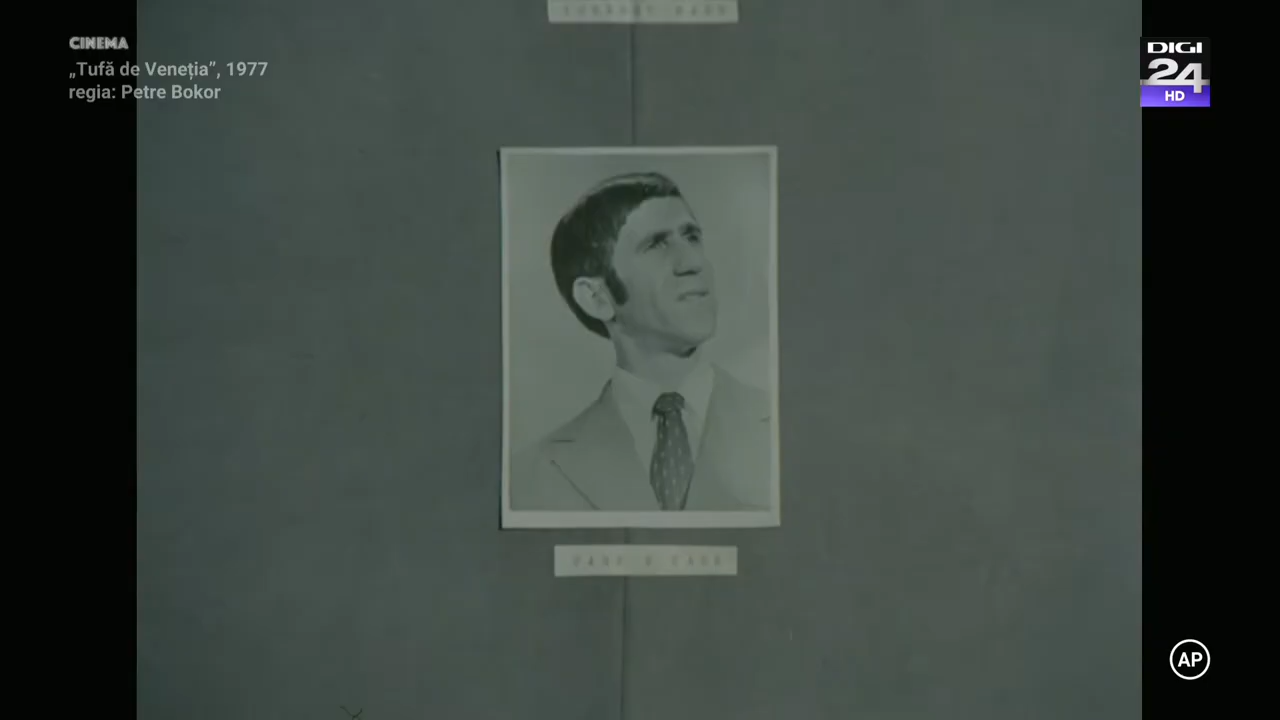 CINEMA
„Tufă de Veneția”, 1977
regia: Petre Bokor
DIGI
24
HD
AP